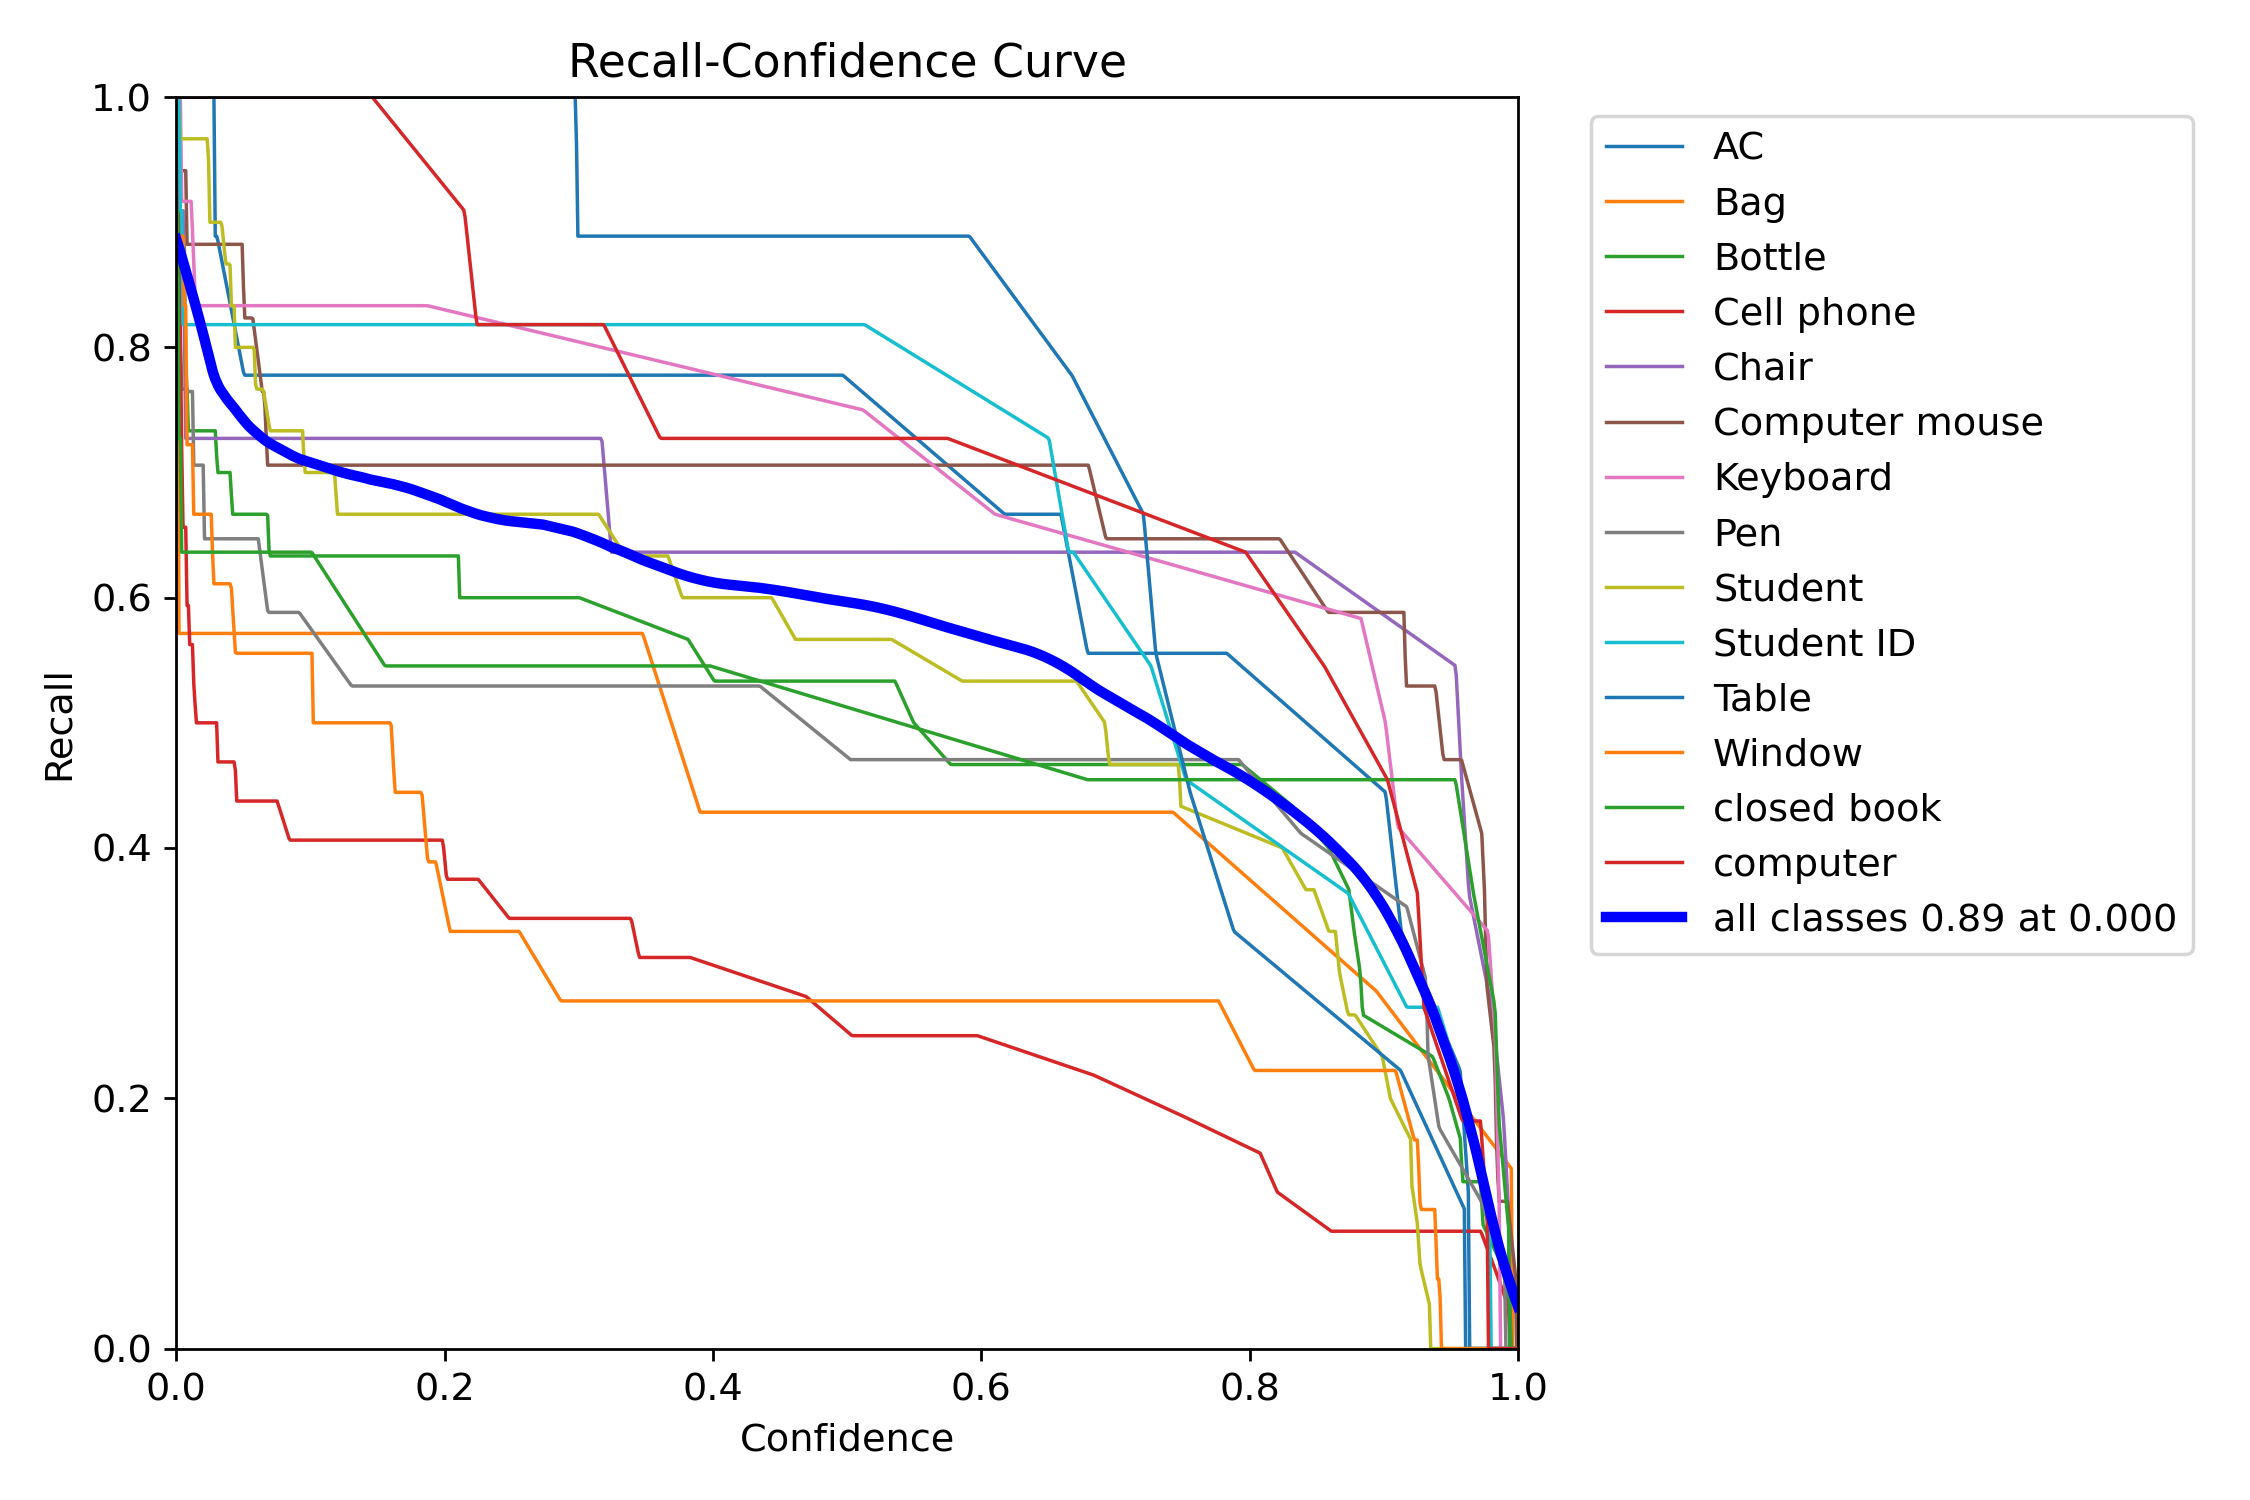 Recall-Confidence Curve
1.0
0.8
0.6
0.4
0.2
0.0
Recall
0.0 0.2 0.4 0.6 0.8 1.0
Confidence
AC
Bag
Bottle
Cell phone
Chair
Computer mouse
Keyboard
Pen
Student
Student ID
Table
Window
closed book
computer
all classes 0.89 at 0.000